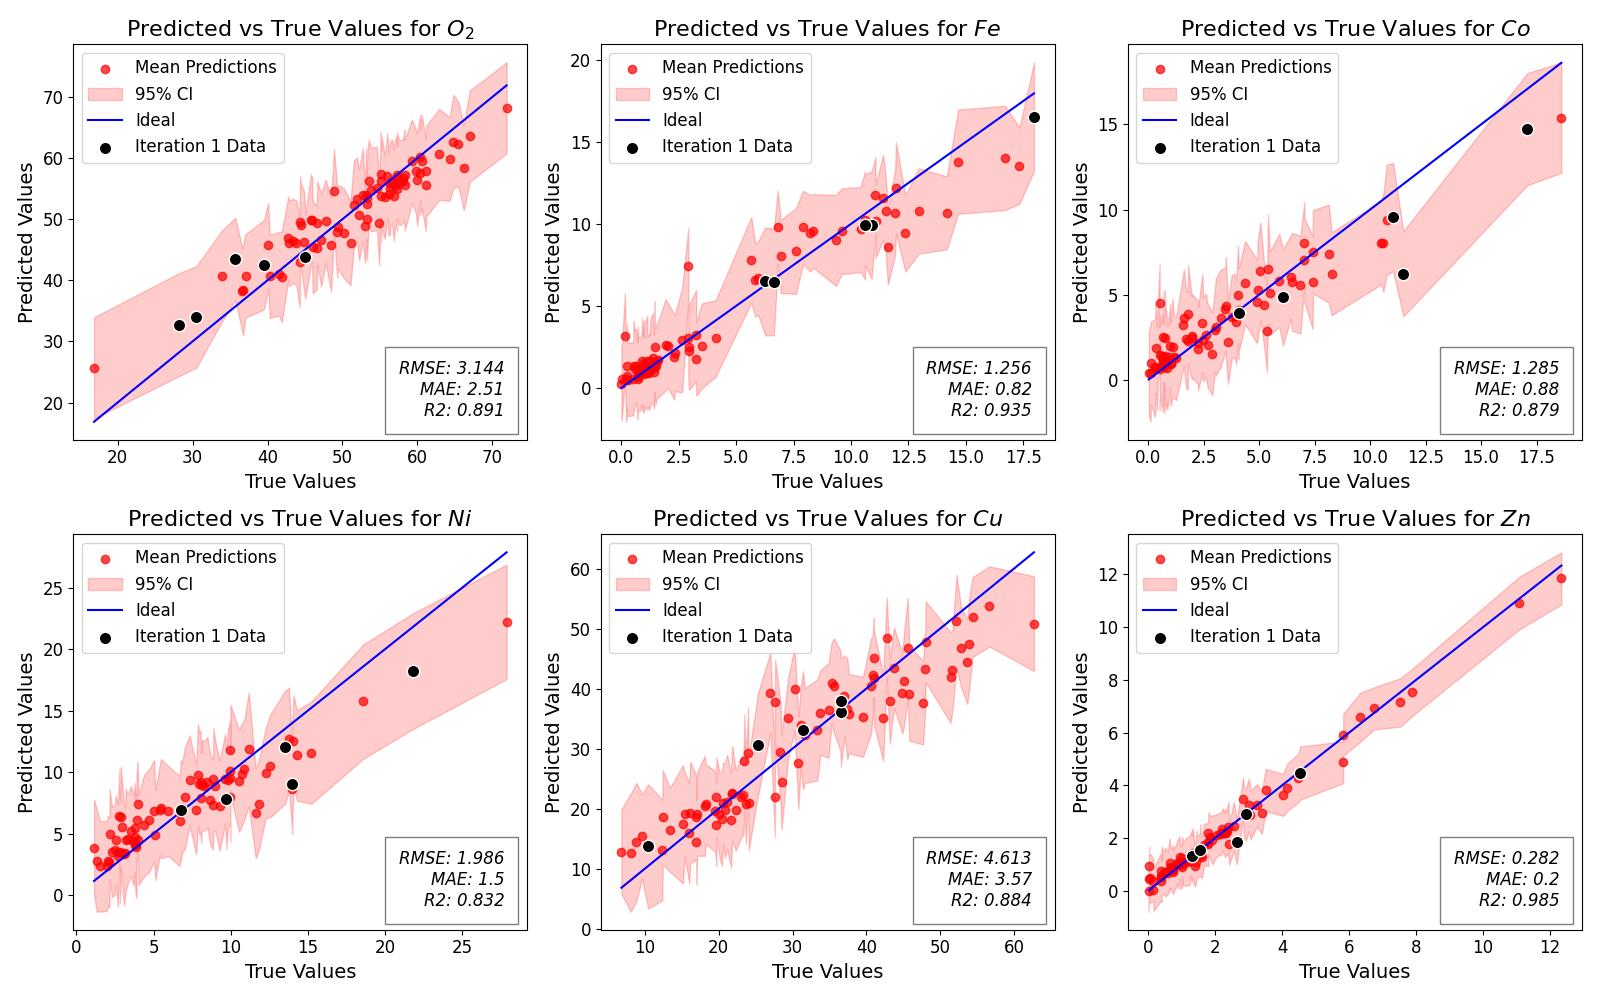 Predicted vs True Values for O₂
Mean Predictions
95% CI
Ideal
Iteration 1 Data
RMSE: 3.144
MAE: 2.51
R2: 0.891
Predicted Values
70
60
50
40
30
20
20 30 40 50 60 70
True Values
Predicted vs True Values for Fe
Mean Predictions
95% CI
Ideal
Iteration 1 Data
RMSE: 1.256
MAE: 0.82
R2: 0.935
Predicted Values
20
15
10
5
0
0.0 2.5 5.0 7.5 10.0 12.5 15.0 17.5
True Values
Predicted vs True Values for Co
Mean Predictions
95% CI
Ideal
Iteration 1 Data
RMSE: 1.285
MAE: 0.88
R2: 0.879
Predicted Values
15
10
5
0
0.0 2.5 5.0 7.5 10.0 12.5 15.0 17.5
True Values
Predicted vs True Values for Ni
Mean Predictions
95% CI
Ideal
Iteration 1 Data
RMSE: 1.986
MAE: 1.5
R2: 0.832
Predicted Values
25
20
15
10
5
0
0 5 10 15 20 25
True Values
Predicted vs True Values for Cu
Mean Predictions
95% CI
Ideal
Iteration 1 Data
RMSE: 4.613
MAE: 3.57
R2: 0.884
Predicted Values
60
50
40
30
20
10
0
10 20 30 40 50 60
True Values
Predicted vs True Values for Zn
Mean Predictions
95% CI
Ideal
Iteration 1 Data
RMSE: 0.282
MAE: 0.2
R2: 0.985
Predicted Values
12
10
8
6
4
2
0
0 2 4 6 8 10 12
True Values